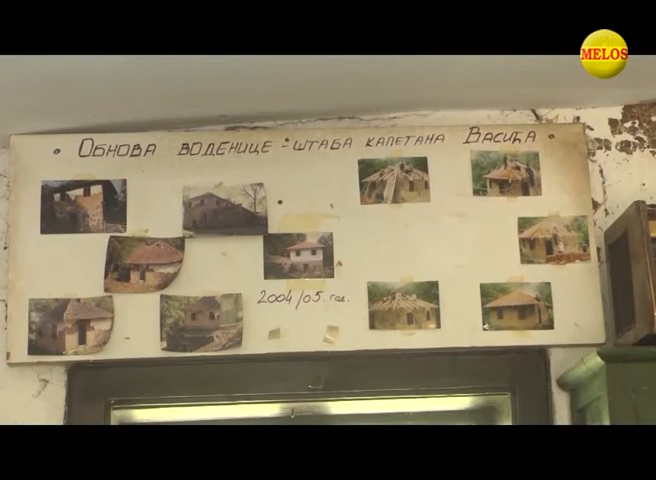 MELOS
Обнова воденице - штаба капетана Васића
2004/05. год.